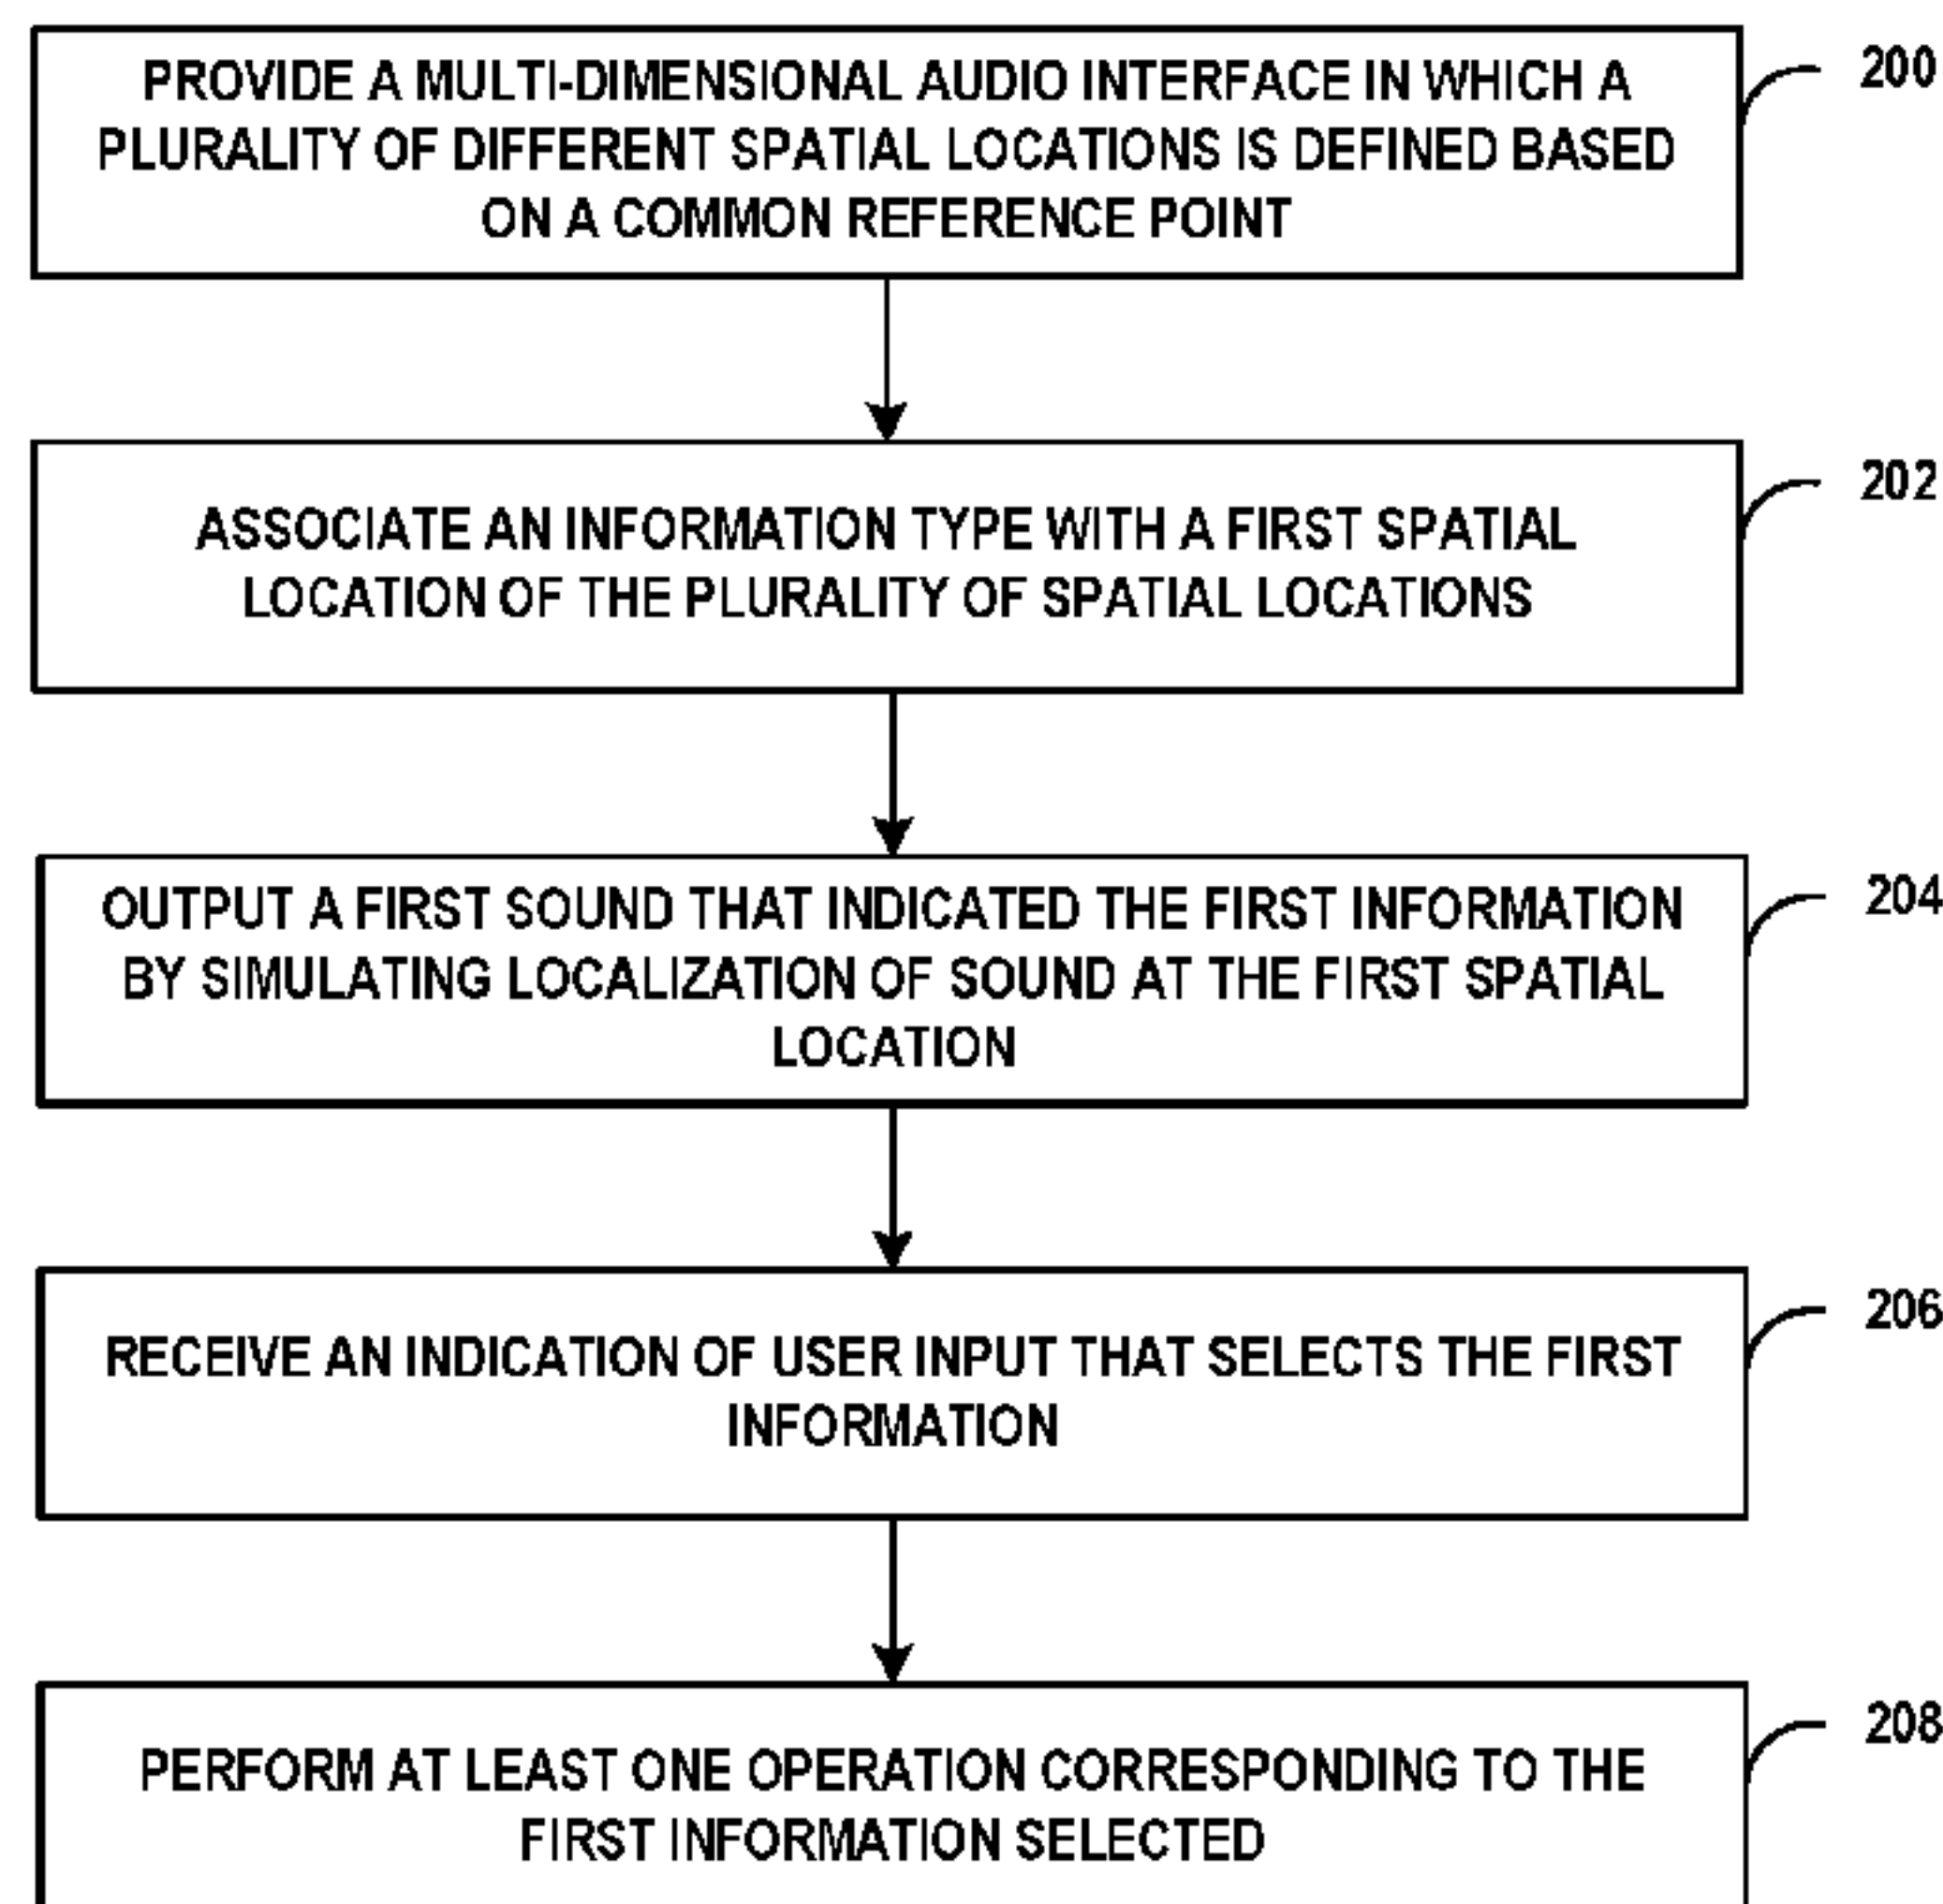 PROVIDE A MULTI-DIMENSIONAL AUDIO INTERFACE IN WHICH A
PLURALITY OF DIFFERENT SPATIAL LOCATIONS IS DEFINED BASED
ON A COMMON REFERENCE POINT
200
ASSOCIATE AN INFORMATION TYPE WITH A FIRST SPATIAL
LOCATION OF THE PLURALITY OF SPATIAL LOCATIONS
202
OUTPUT A FIRST SOUND THAT INDICATED THE FIRST INFORMATION
BY SIMULATING LOCALIZATION OF SOUND AT THE FIRST SPATIAL
LOCATION
204
RECEIVE AN INDICATION OF USER INPUT THAT SELECTS THE FIRST
INFORMATION
206
PERFORM AT LEAST ONE OPERATION CORRESPONDING TO THE
FIRST INFORMATION SELECTED
208